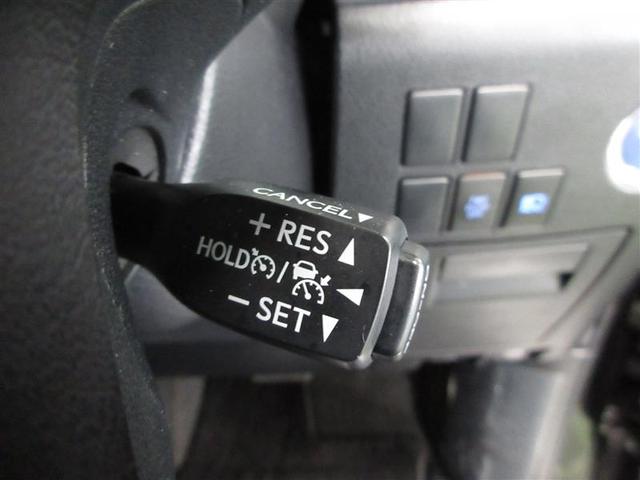 CANCEL▼
+ RES ▲
HOLD / ◀
− SET ▼